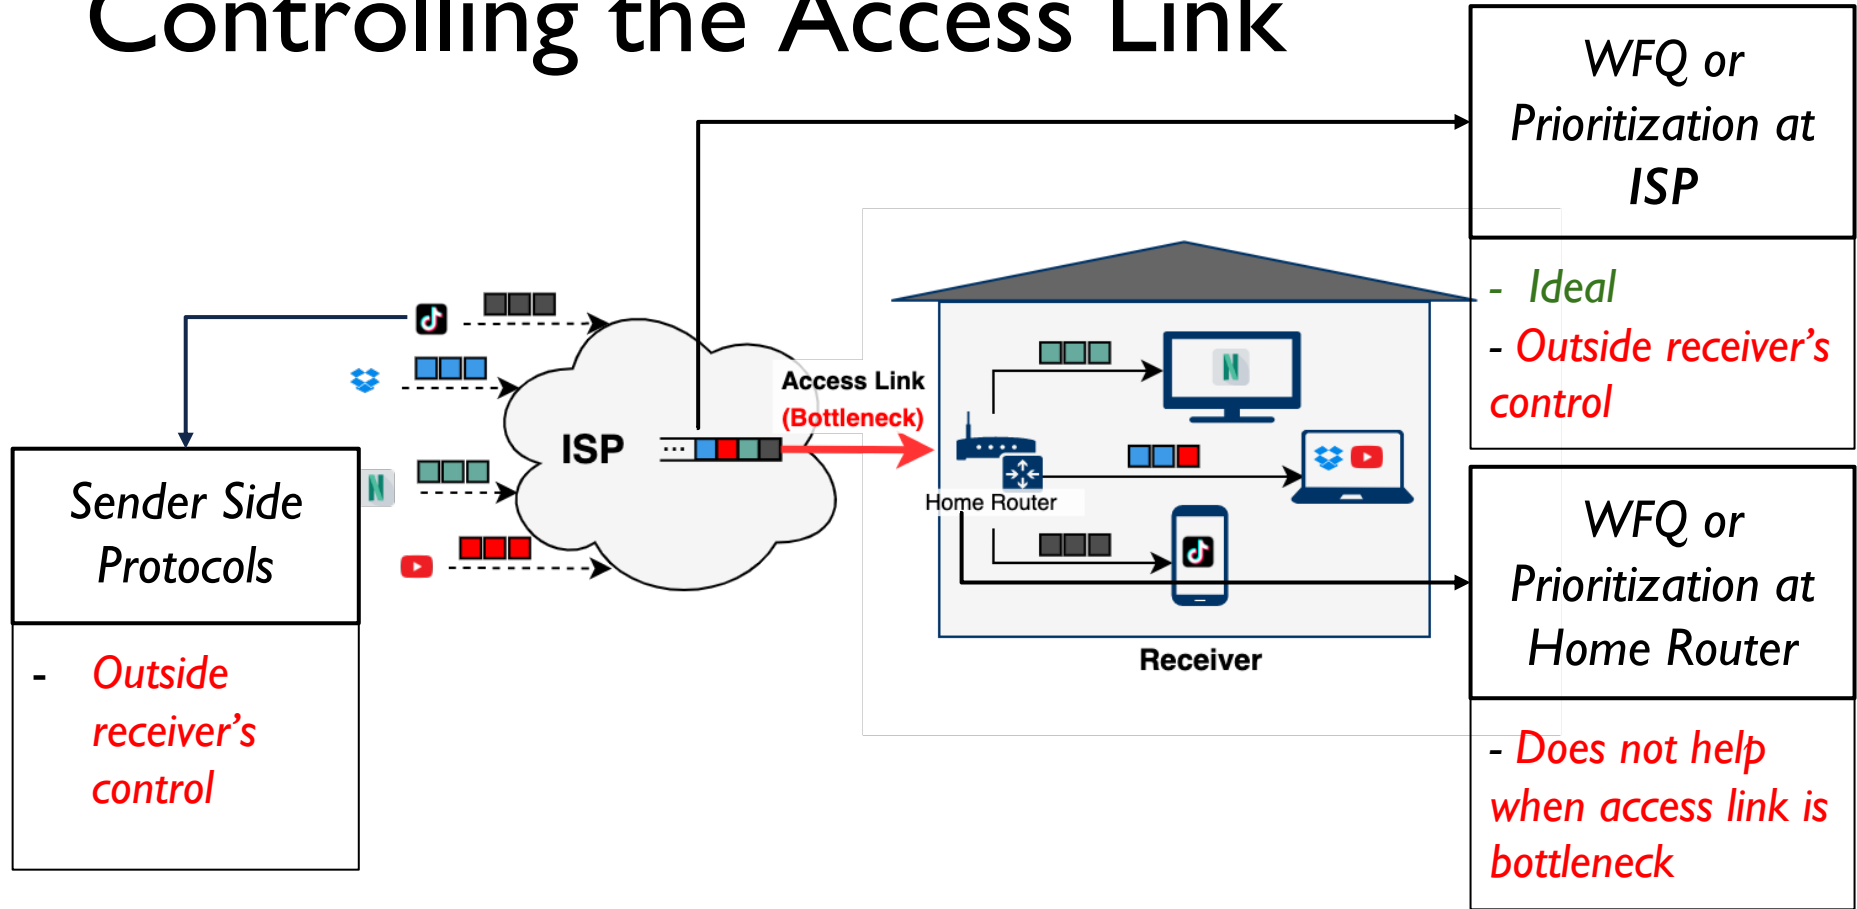 Controlling the Access Link
WFQ or
Prioritization at
ISP
- Ideal
- Outside receiver's
control
Access Link
(Bottleneck)
ISP
...
N
N
Home Router
Receiver
Sender Side
Protocols
- Outside
receiver's
control
WFQ or
Prioritization at
Home Router
- Does not help
when access link is
bottleneck